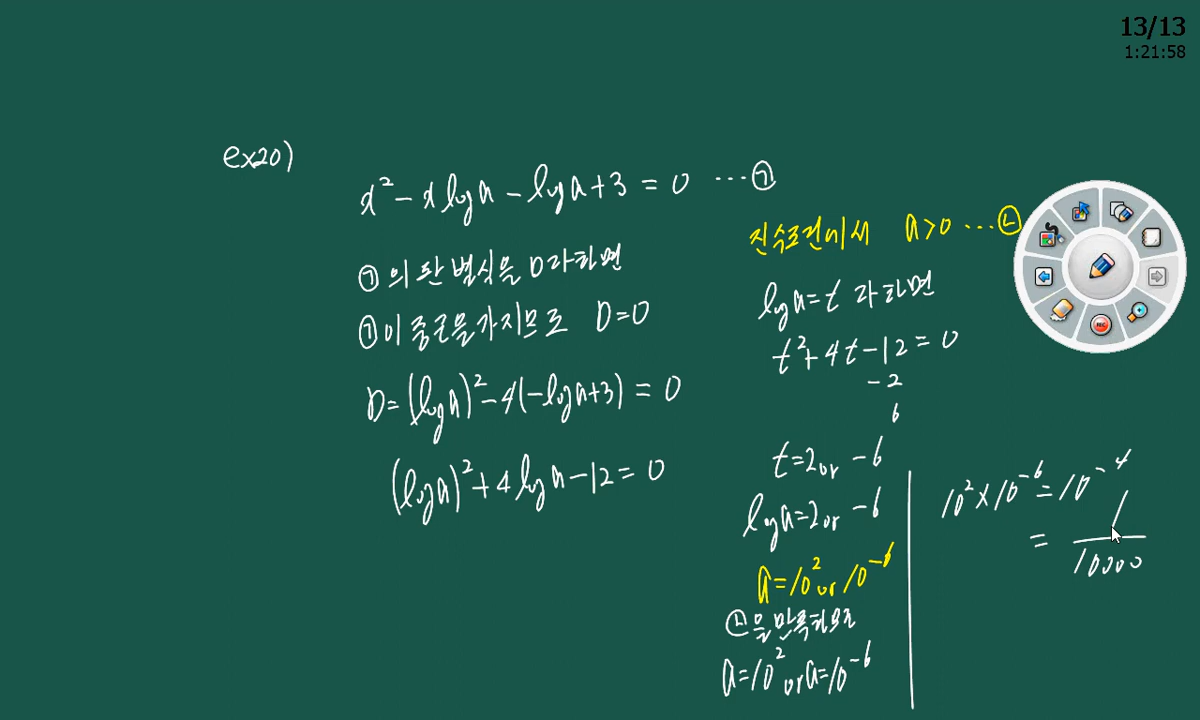 13/13
1:21:58
ex20)
x² - x log a - log a + 3 = 0 ... ㉠
㉠의 판별식을 D라하면
㉠이 중근을가지므로 D=0
D=(log a)² - 4(-log a+3) = 0
(log a)² + 4 log a - 12 = 0
진수조건에서 a>0 ... ㉡
log a = t 라하면
t² + 4t - 12 = 0
-2
6
t=2 or -6
log a = 2 or -6
a = 10² or 10⁻⁶
㉡을 만족하므로
a=10² or a=10⁻⁶
10² × 10⁻⁶ = 10⁻⁴
= 1/10000
REC